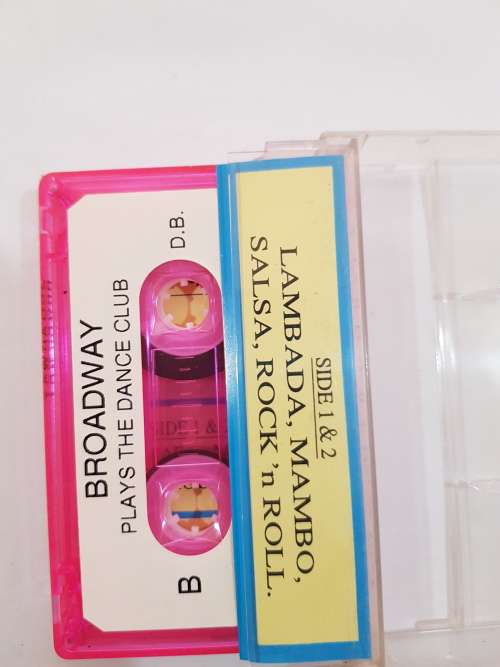 BROADWAY
PLAYS THE DANCE CLUB
D.B.
B
SIDE 1 & 2
LAMBADA, MAMBO,
SALSA, ROCK 'n ROLL.